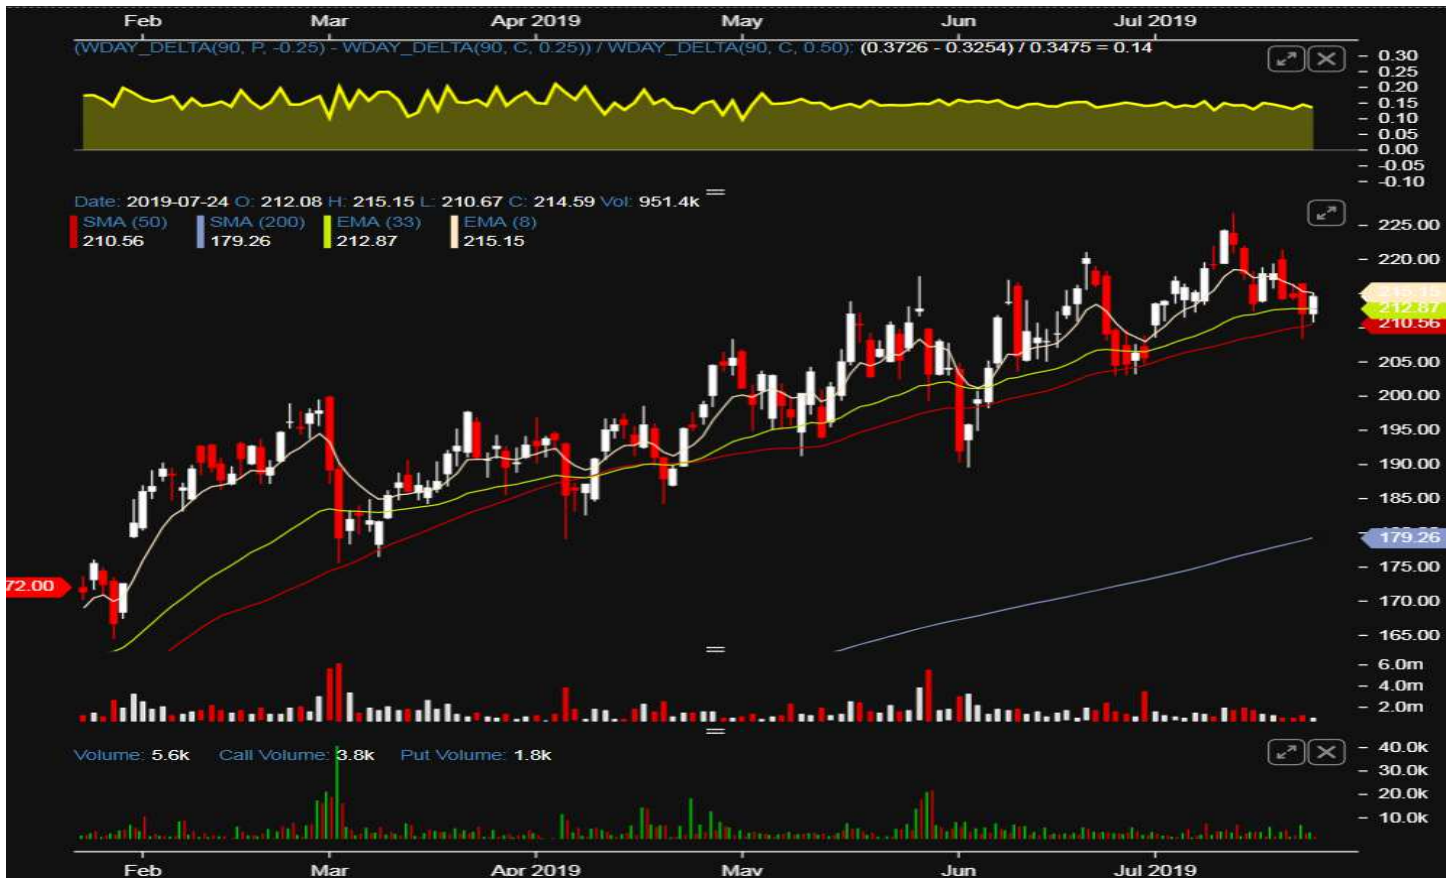 Feb Mar Apr 2019 May Jun Jul 2019
(WDAY_DELTA(90, P, -0.25) - WDAY_DELTA(90, C, 0.25)) / WDAY_DELTA(90, C, 0.50): (0.3726 - 0.3254) / 0.3475 = 0.14
0.30
0.25
0.20
0.15
0.10
0.05
0.00
-0.05
-0.10
Date: 2019-07-24 O: 212.08 H: 215.15 L: 210.67 C: 214.59 Vol: 951.4k
SMA (50) SMA (200) EMA (33) EMA (8)
210.56 179.26 212.87 215.15
225.00
220.00
215.15
212.87
210.56
205.00
200.00
195.00
190.00
185.00
179.26
175.00
72.00
170.00
165.00
6.0m
4.0m
2.0m
Volume: 5.6k Call Volume: 3.8k Put Volume: 1.8k
40.0k
30.0k
20.0k
10.0k
Feb Mar Apr 2019 May Jun Jul 2019